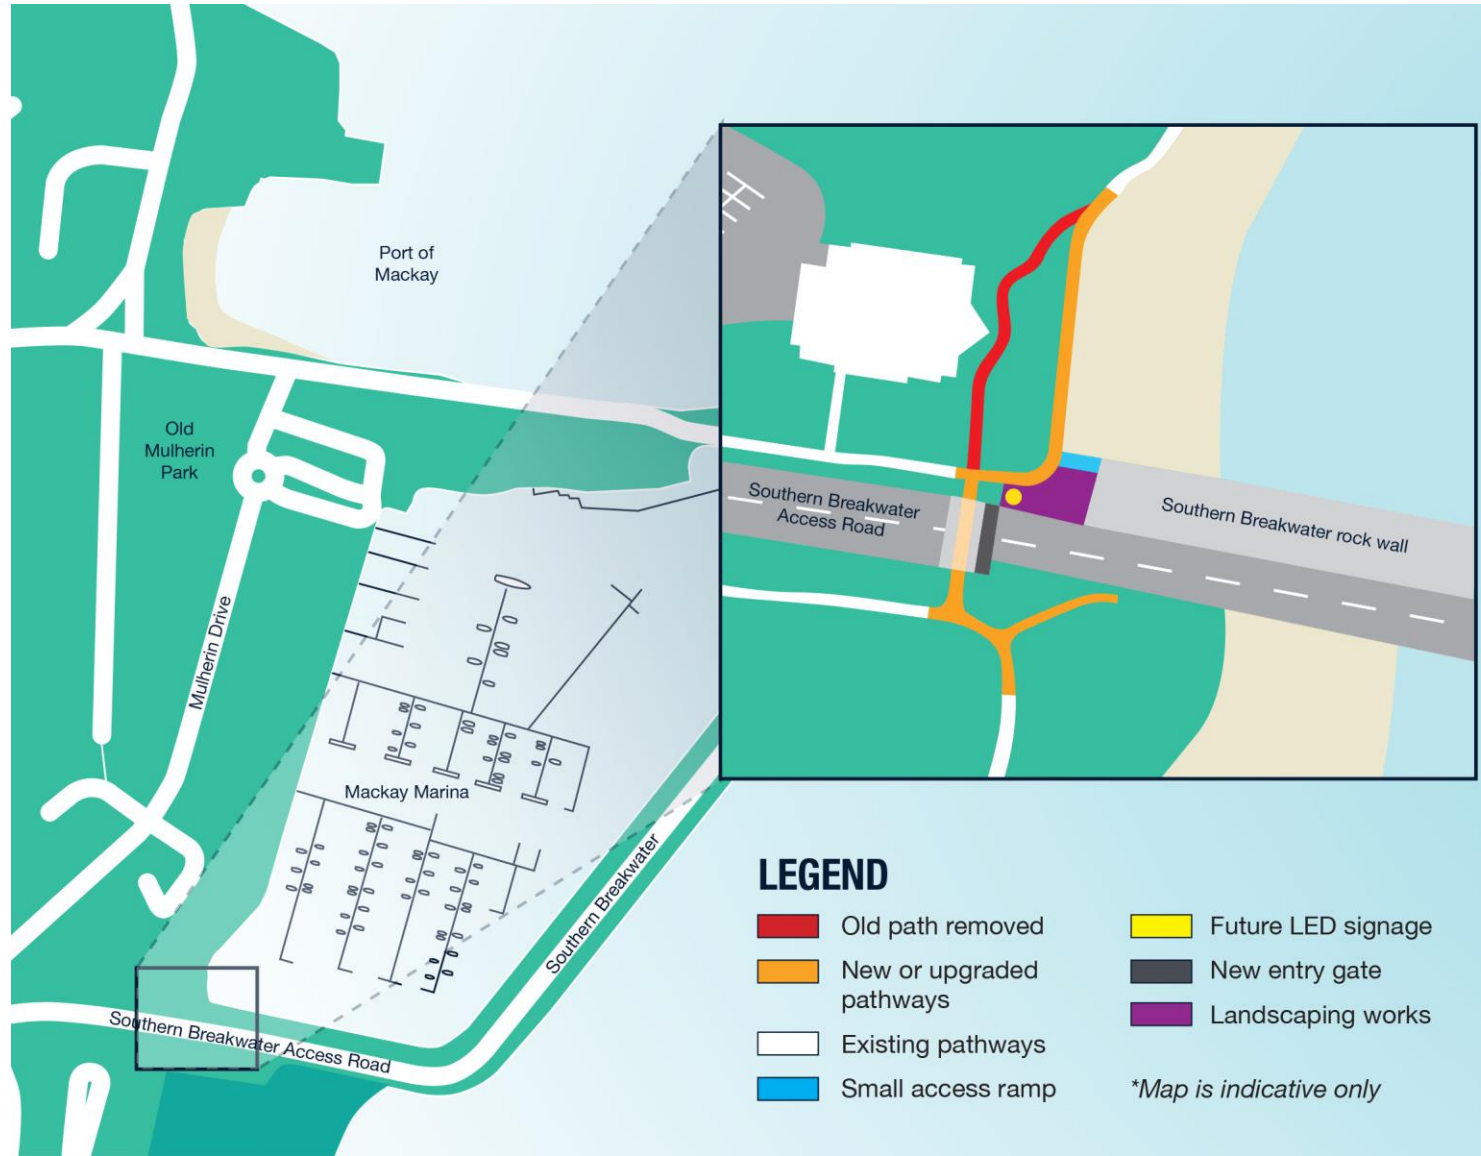 Port of
Mackay
Old
Mulherin
Park
Mulherin Drive
Mackay Marina
Southern Breakwater
Southern Breakwater Access Road
Southern Breakwater
Access Road
Southern Breakwater rock wall
LEGEND
Old path removed
New or upgraded
pathways
Existing pathways
Small access ramp
Future LED signage
New entry gate
Landscaping works
*Map is indicative only